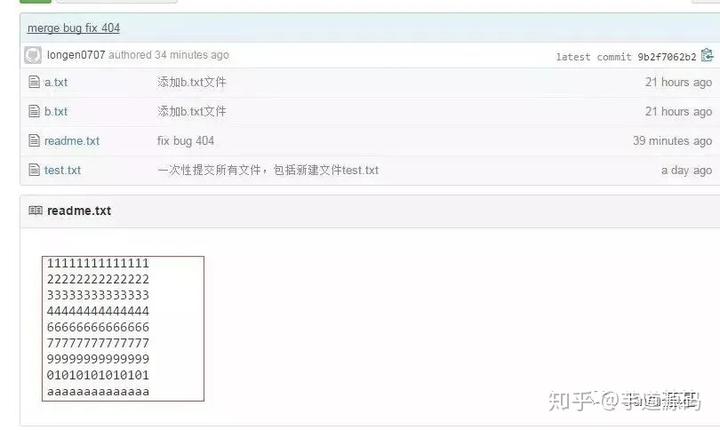 merge bug fix 404
longen0707 authored 34 minutes ago
latest commit 9b2f7062b2
a.txt 添加b.txt文件 21 hours ago
b.txt 添加b.txt文件 21 hours ago
readme.txt fix bug 404 39 minutes ago
test.txt 一次性提交所有文件，包括新建文件test.txt a day ago
readme.txt
11111111111111
22222222222222
33333333333333
44444444444444
66666666666666
77777777777777
99999999999999
01010101010101
aaaaaaaaaaaaaa
知乎 @芋道源码